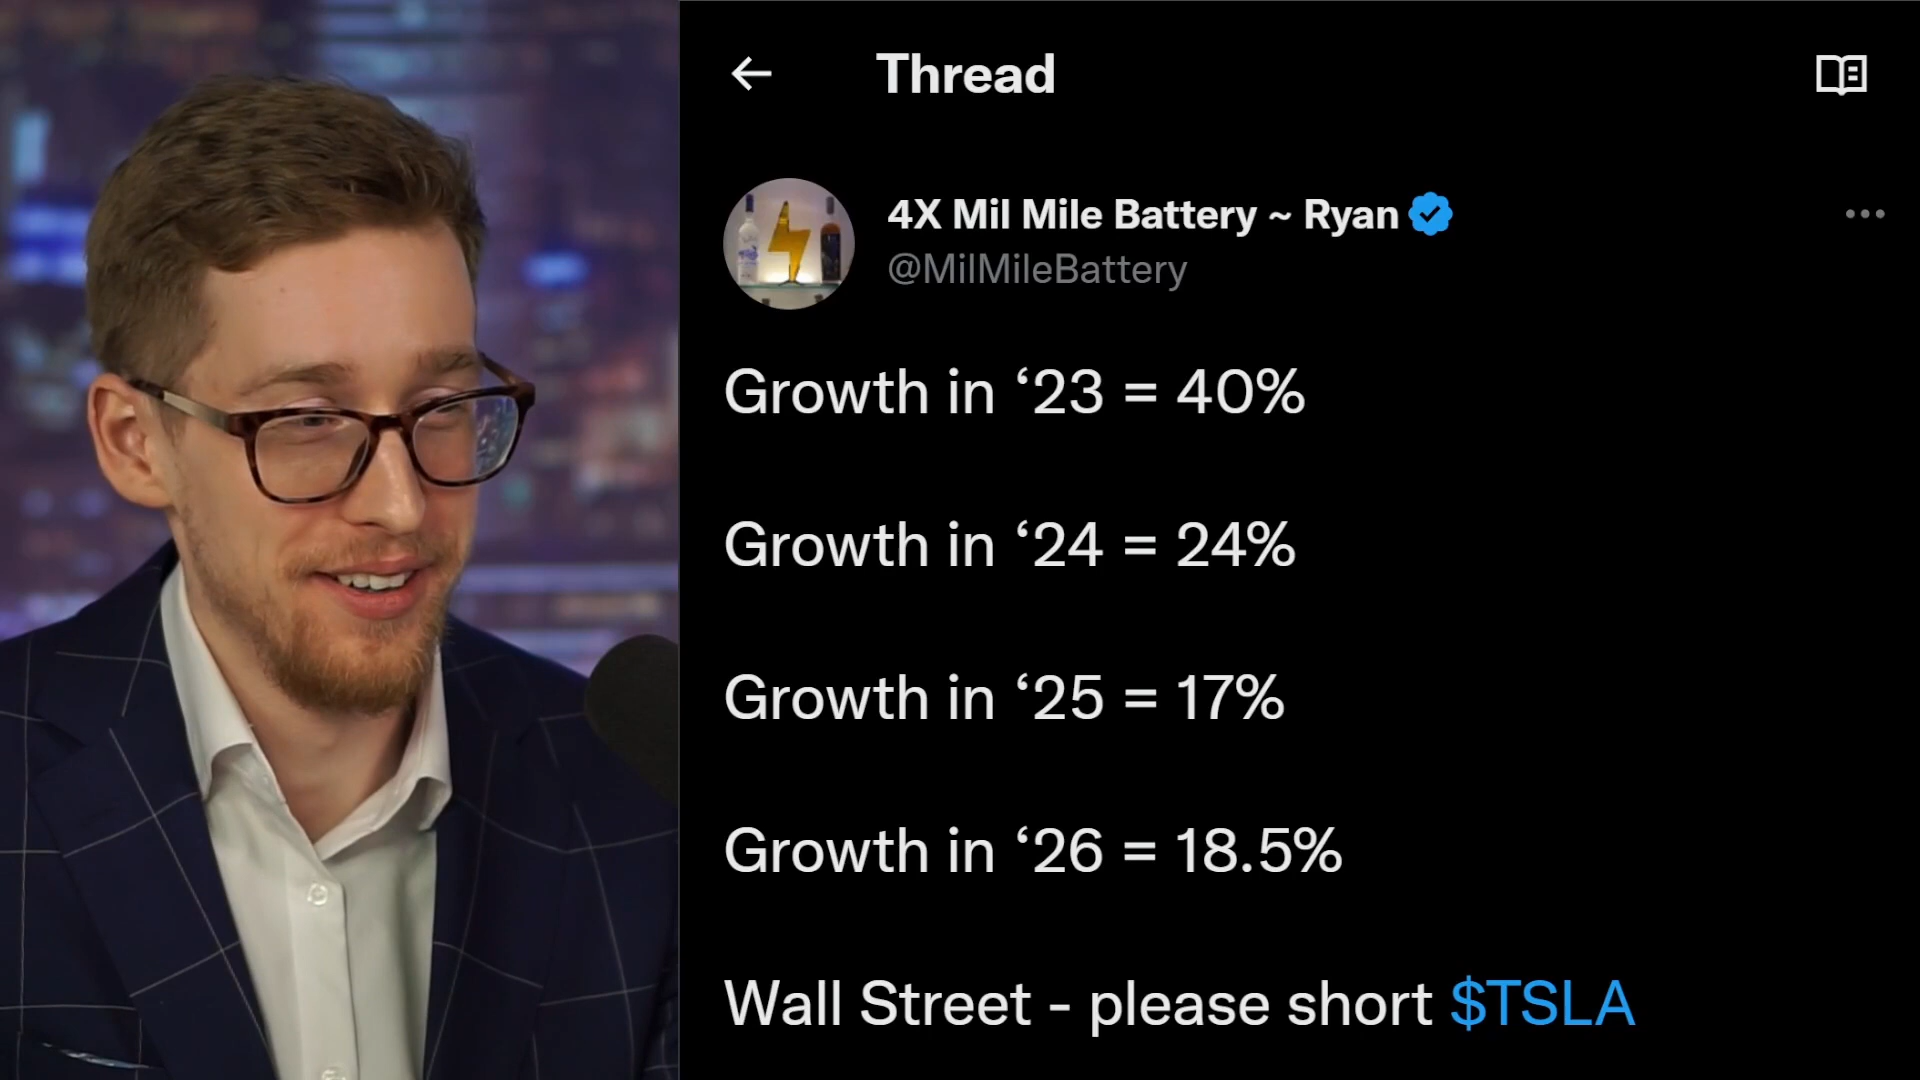 Thread
4X Mil Mile Battery ~ Ryan
@MilMileBattery
Growth in ‘23 = 40%
Growth in ‘24 = 24%
Growth in ‘25 = 17%
Growth in ‘26 = 18.5%
Wall Street - please short $TSLA